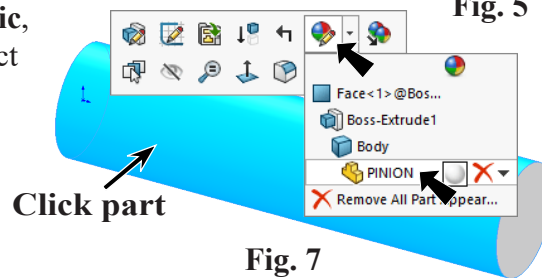 ic,
ct
Fig. 5
Face<1>@Bos...
Boss-Extrude1
Body
PINION
Remove All Part Appear...
Click part
Fig. 7